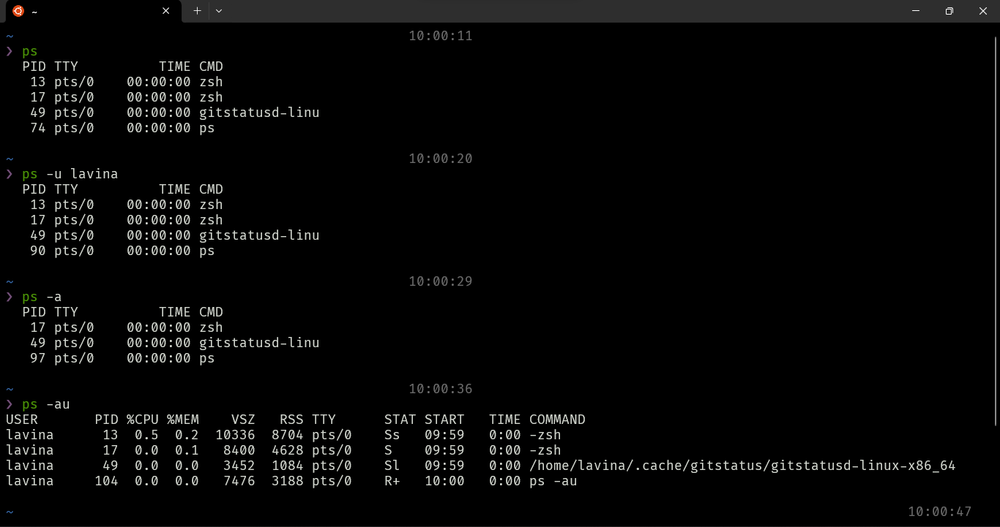 ~
~ 10:00:11
❯ ps
PID TTY TIME CMD
13 pts/0 00:00:00 zsh
17 pts/0 00:00:00 zsh
49 pts/0 00:00:00 gitstatusd-linu
74 pts/0 00:00:00 ps
~ 10:00:20
❯ ps -u lavina
PID TTY TIME CMD
13 pts/0 00:00:00 zsh
17 pts/0 00:00:00 zsh
49 pts/0 00:00:00 gitstatusd-linu
90 pts/0 00:00:00 ps
~ 10:00:29
❯ ps -a
PID TTY TIME CMD
17 pts/0 00:00:00 zsh
49 pts/0 00:00:00 gitstatusd-linu
97 pts/0 00:00:00 ps
~ 10:00:36
❯ ps -au
USER PID %CPU %MEM VSZ RSS TTY STAT START TIME COMMAND
lavina 13 0.5 0.2 10336 8704 pts/0 Ss 09:59 0:00 -zsh
lavina 17 0.0 0.1 8400 4628 pts/0 S 09:59 0:00 -zsh
lavina 49 0.0 0.0 3452 1084 pts/0 Sl 09:59 0:00 /home/lavina/.cache/gitstatus/gitstatusd-linux-x86_64
lavina 104 0.0 0.0 7476 3188 pts/0 R+ 10:00 0:00 ps -au
~ 10:00:47